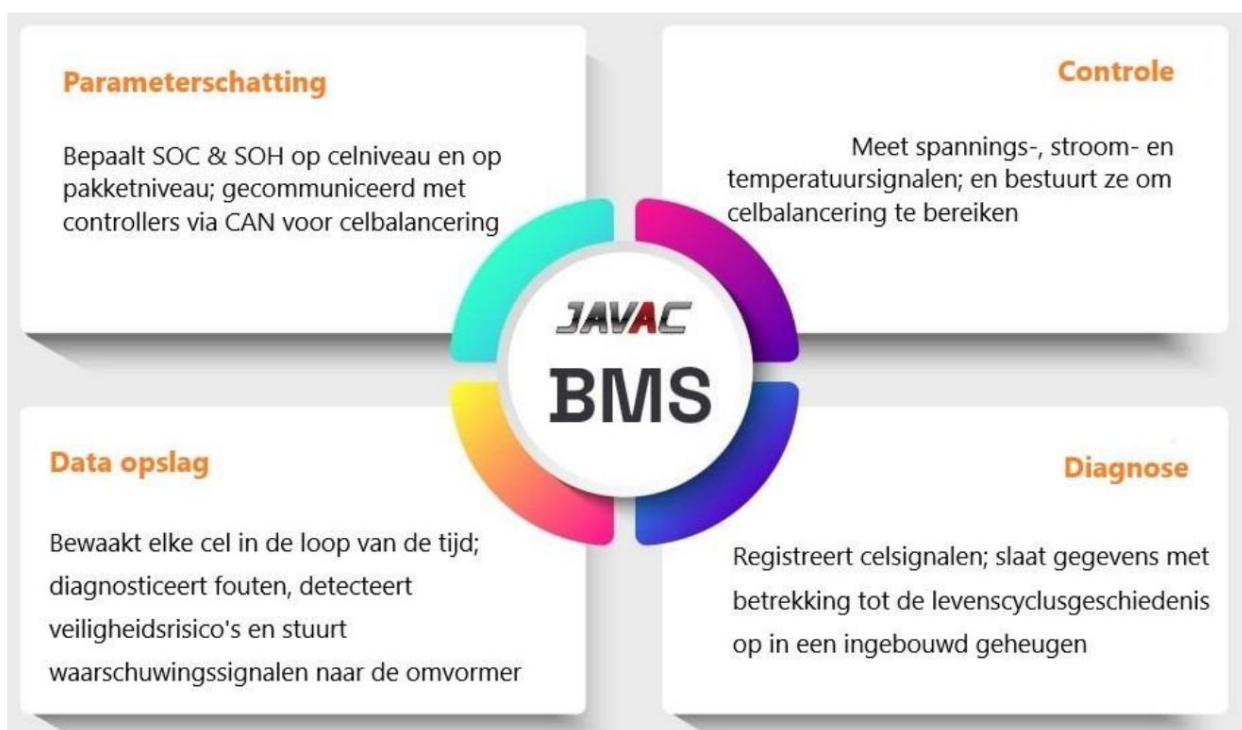 Parameterschatting
Bepaalt SOC & SOH op celniveau en op
pakketniveau; gecommuniceerd met
controllers via CAN voor celbalancering
Controle
Meet spannings-, stroom- en
temperatuursignalen; en bestuurt ze om
celbalancering te bereiken
JAVAC
BMS
Data opslag
Bewaakt elke cel in de loop van de tijd;
diagnosticeert fouten, detecteert
veiligheidsrisico's en stuurt
waarschuwingssignalen naar de omvormer
Diagnose
Registreert celsignalen; slaat gegevens met
betrekking tot de levenscyclusgeschiedenis
op in een ingebouwd geheugen